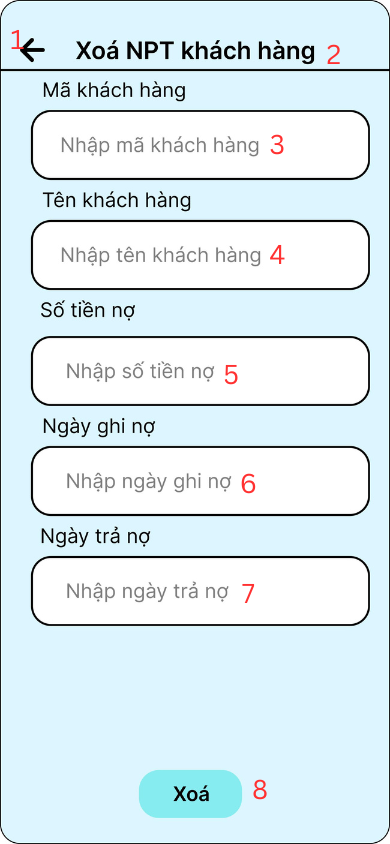 1 Xoá NPT khách hàng 2
Mã khách hàng
Nhập mã khách hàng 3
Tên khách hàng
Nhập tên khách hàng 4
Số tiền nợ
Nhập số tiền nợ 5
Ngày ghi nợ
Nhập ngày ghi nợ 6
Ngày trả nợ
Nhập ngày trả nợ 7
Xoá 8